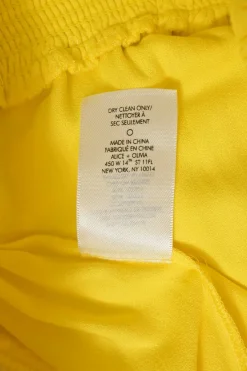 DRY CLEAN ONLY/
NETTOYER À
SEC SEULEMENT
MADE IN CHINA
FABRIQUÉ EN CHINE
ALICE + OLIVIA
450 W 14TH ST 11FL
NEW YORK, NY 10014